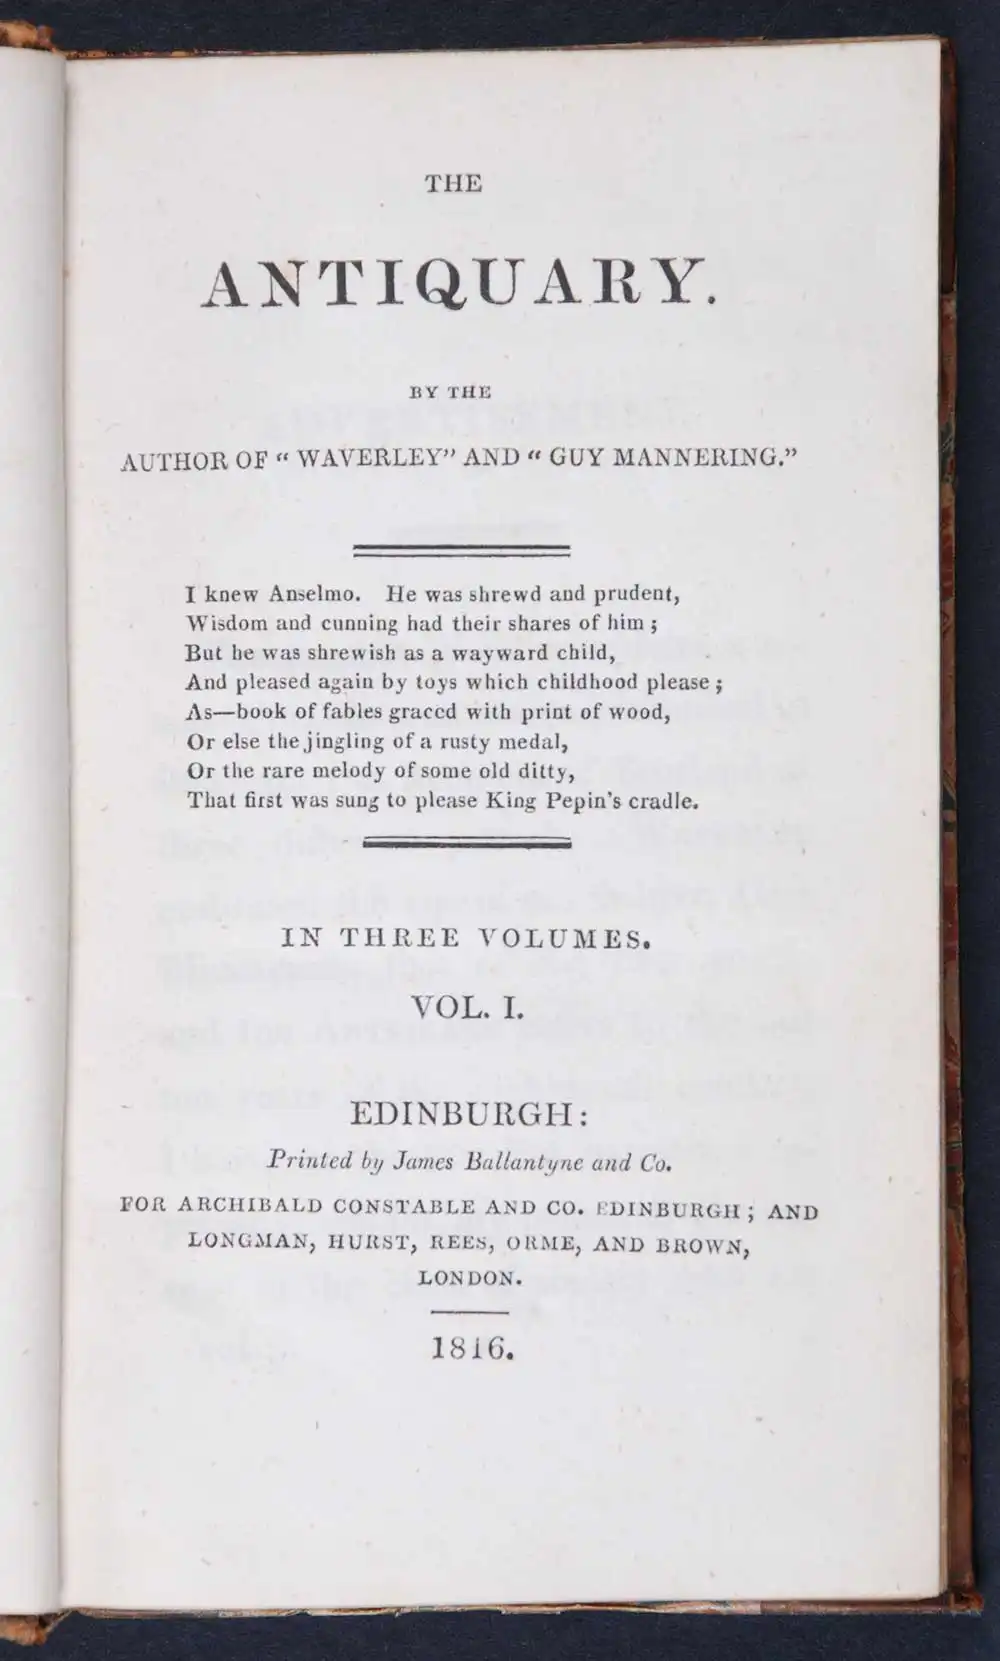 THE
ANTIQUARY.
BY THE
AUTHOR OF “ WAVERLEY” AND “ GUY MANNERING.”
I knew Anselmo. He was shrewd and prudent,
Wisdom and cunning had their shares of him ;
But he was shrewish as a wayward child,
And pleased again by toys which childhood please ;
As—book of fables graced with print of wood,
Or else the jingling of a rusty medal,
Or the rare melody of some old ditty,
That first was sung to please King Pepin’s cradle.
IN THREE VOLUMES.
VOL. I.
EDINBURGH:
Printed by James Ballantyne and Co.
FOR ARCHIBALD CONSTABLE AND CO. EDINBURGH ; AND
LONGMAN, HURST, REES, ORME, AND BROWN,
LONDON.
1816.